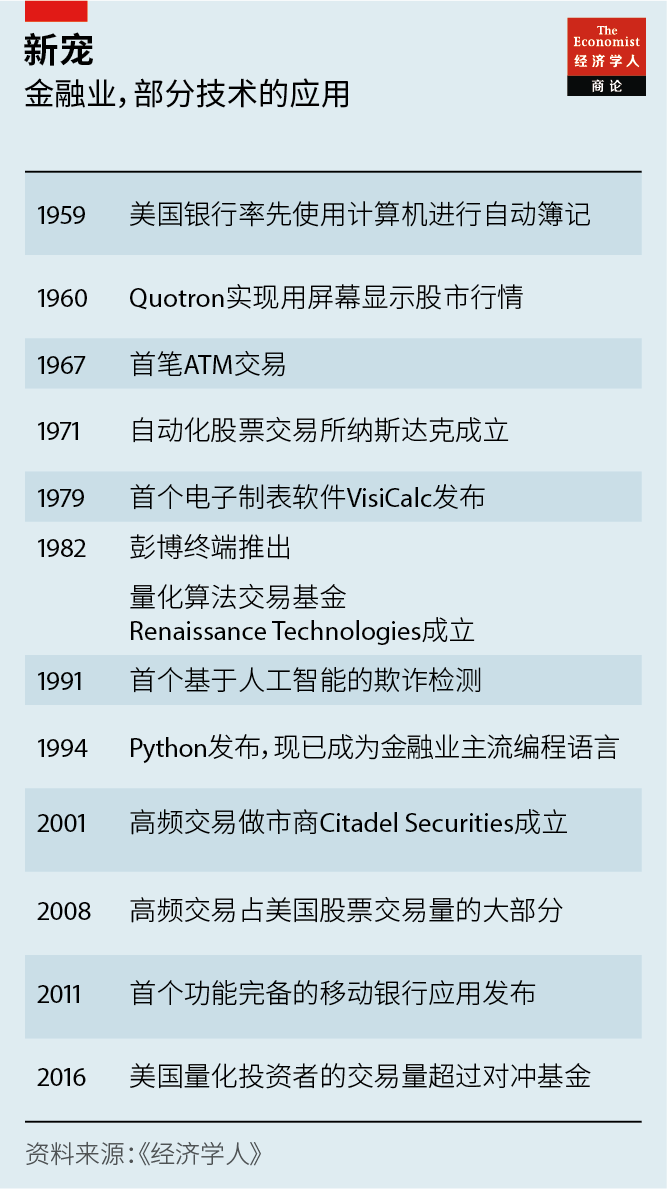 新宠
金融业，部分技术的应用
The
Economist
经济学人
商论
1959 美国银行率先使用计算机进行自动簿记
1960 Quotron实现用屏幕显示股市行情
1967 首笔ATM交易
1971 自动化股票交易所纳斯达克成立
1979 首个电子制表软件VisiCalc发布
1982 彭博终端推出
量化算法交易基金
Renaissance Technologies成立
1991 首个基于人工智能的欺诈检测
1994 Python发布，现已成为金融业主流编程语言
2001 高频交易做市商Citadel Securities成立
2008 高频交易占美国股票交易量的大部分
2011 首个功能完备的移动银行应用发布
2016 美国量化投资者的交易量超过对冲基金
资料来源：《经济学人》